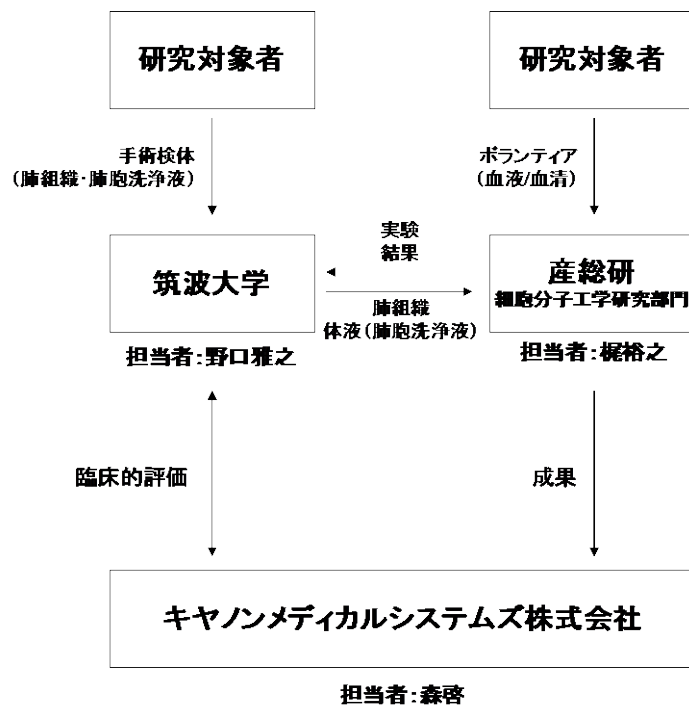 研究対象者
研究対象者
手術検体
(肺組織・肺胞洗浄液)
ボランティア
(血液/血清)
実験
結果
筑波大学
産総研
細胞分子工学研究部門
肺組織
体液(肺胞洗浄液)
担当者:野口雅之
担当者:梶裕之
臨床的評価
成果
キヤノンメディカルシステムズ株式会社
担当者:森啓